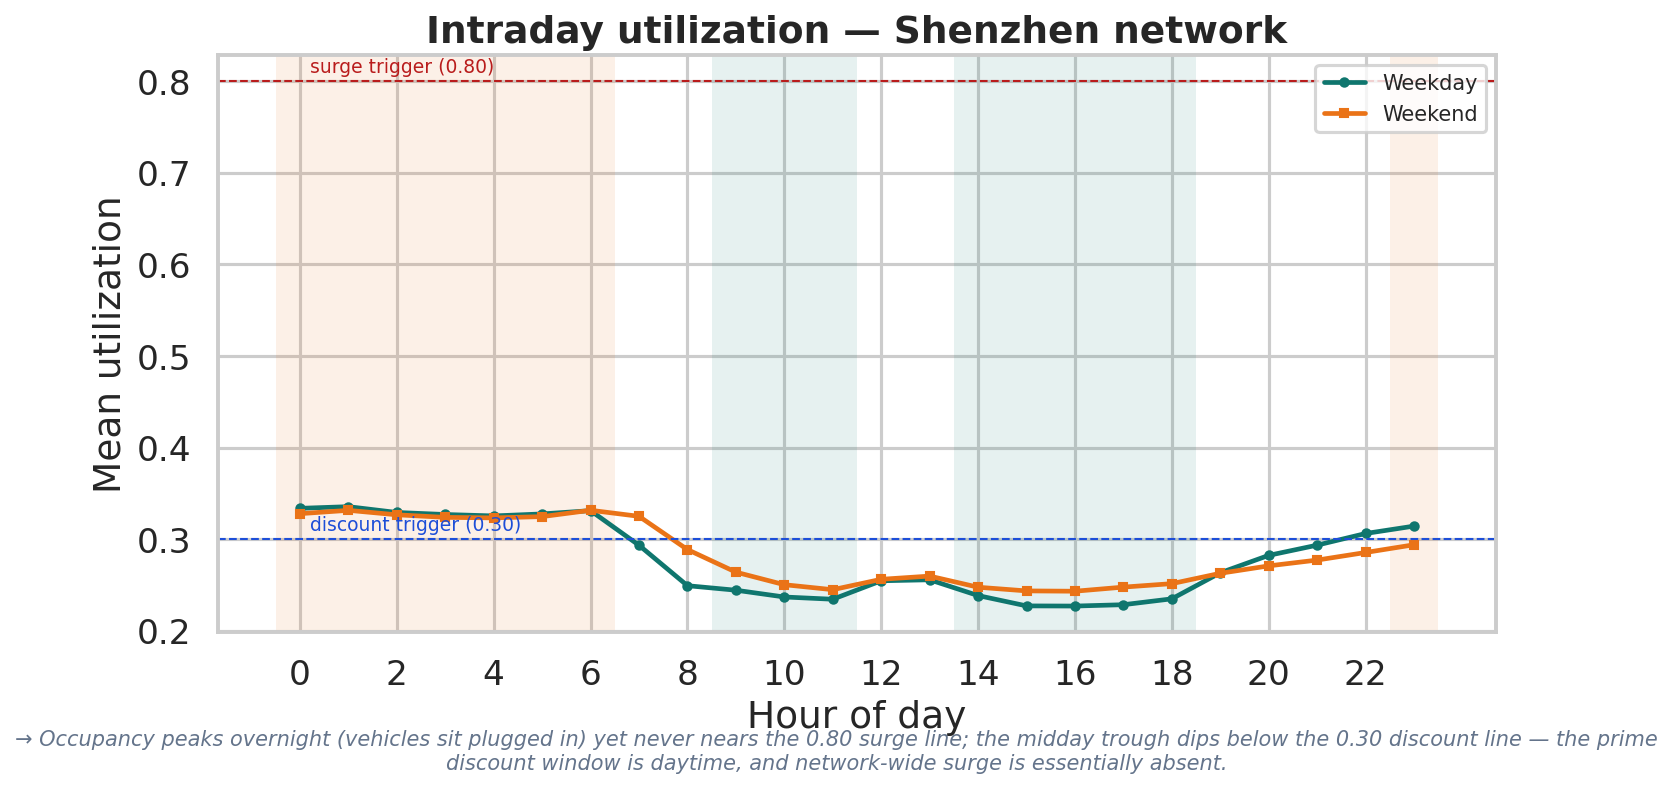 Intraday utilization — Shenzhen network
surge trigger (0.80)
Weekday
Weekend
0.8
0.7
0.6
0.5
0.4
0.3
0.2
Mean utilization
discount trigger (0.30)
0 2 4 6 8 10 12 14 16 18 20 22
Hour of day
→ Occupancy peaks overnight (vehicles sit plugged in) yet never nears the 0.80 surge line; the midday trough dips below the 0.30 discount line — the prime
discount window is daytime, and network-wide surge is essentially absent.